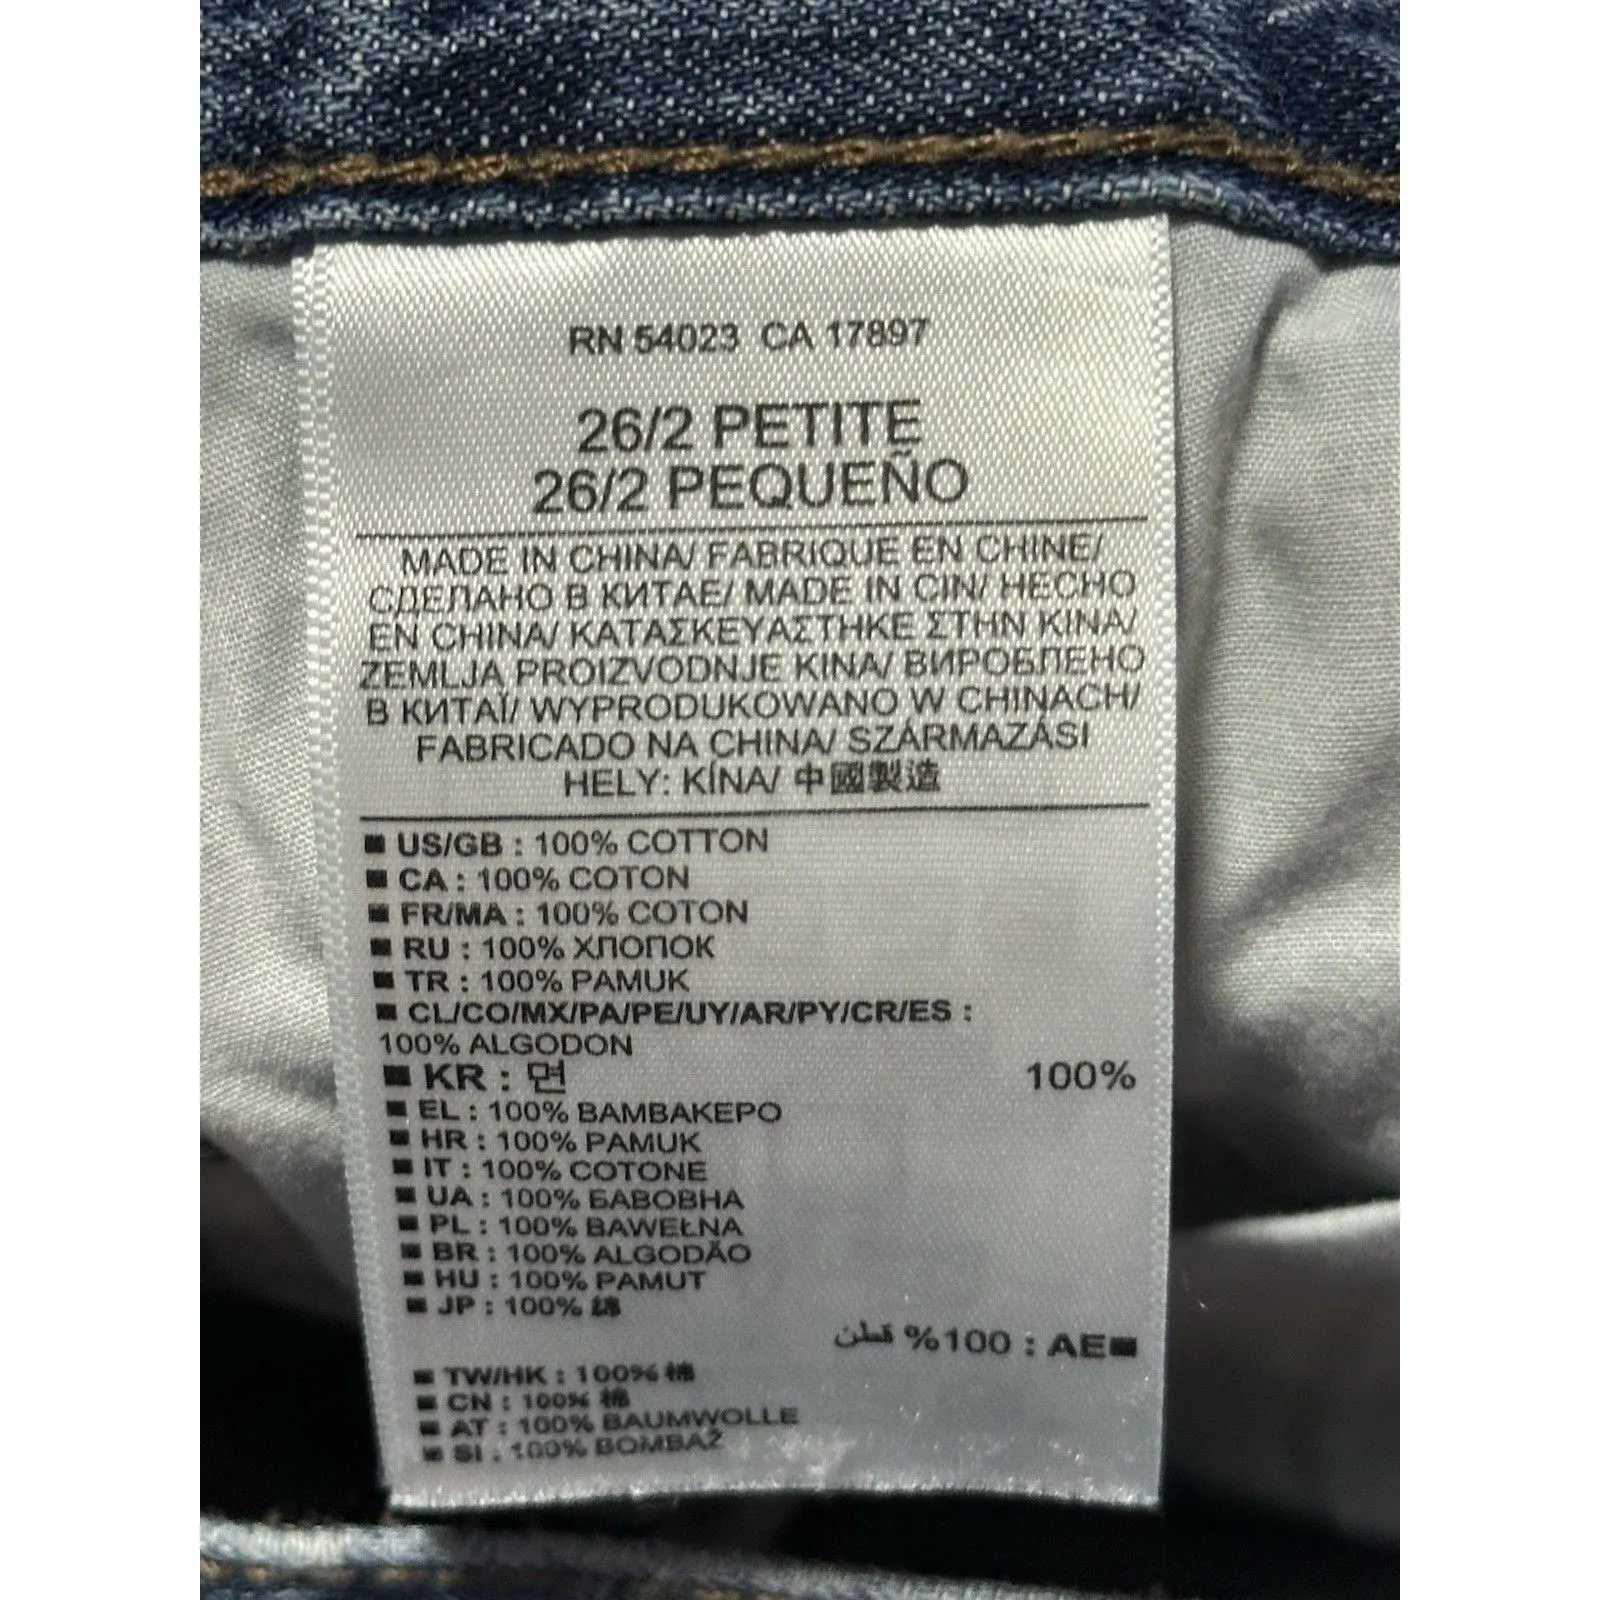 RN 54023 CA 17897
26/2 PETITE
26/2 PEQUEÑO
MADE IN CHINA/ FABRIQUE EN CHINE/
СДЕЛАНО В КИТАЕ/ MADE IN CIN/ HECHO
EN CHINA/ ΚΑΤΑΣΚΕΥΑΣΤΗΚΕ ΣΤΗΝ ΚΙΝΑ/
ZEMLJA PROIZVODNJE KINA/ ВИРОБЛЕНО
В КИТАЇ/ WYPRODUKOWANO W CHINACH/
FABRICADO NA CHINA/ SZÁRMAZÁSI
HELY: KÍNA/ 中國製造
■ US/GB : 100% COTTON
■ CA : 100% COTON
■ FR/MA : 100% COTON
■ RU : 100% ХЛОПОК
■ TR : 100% PAMUK
■ CL/CO/MX/PA/PE/UY/AR/PY/CR/ES :
100% ALGODON
■ KR : 면 100%
■ EL : 100% ΒΑΜΒΑΚΕΡΟ
■ HR : 100% PAMUK
■ IT : 100% COTONE
■ UA : 100% БАВОВНА
■ PL : 100% BAWEŁNA
■ BR : 100% ALGODÃO
■ HU : 100% PAMUT
■ JP : 100% 綿
■AE : 100% قطن
■ TW/HK : 100% 棉
■ CN : 100% 棉
■ AT : 100% BAUMWOLLE
■ SI : 100% BOMBAŽ